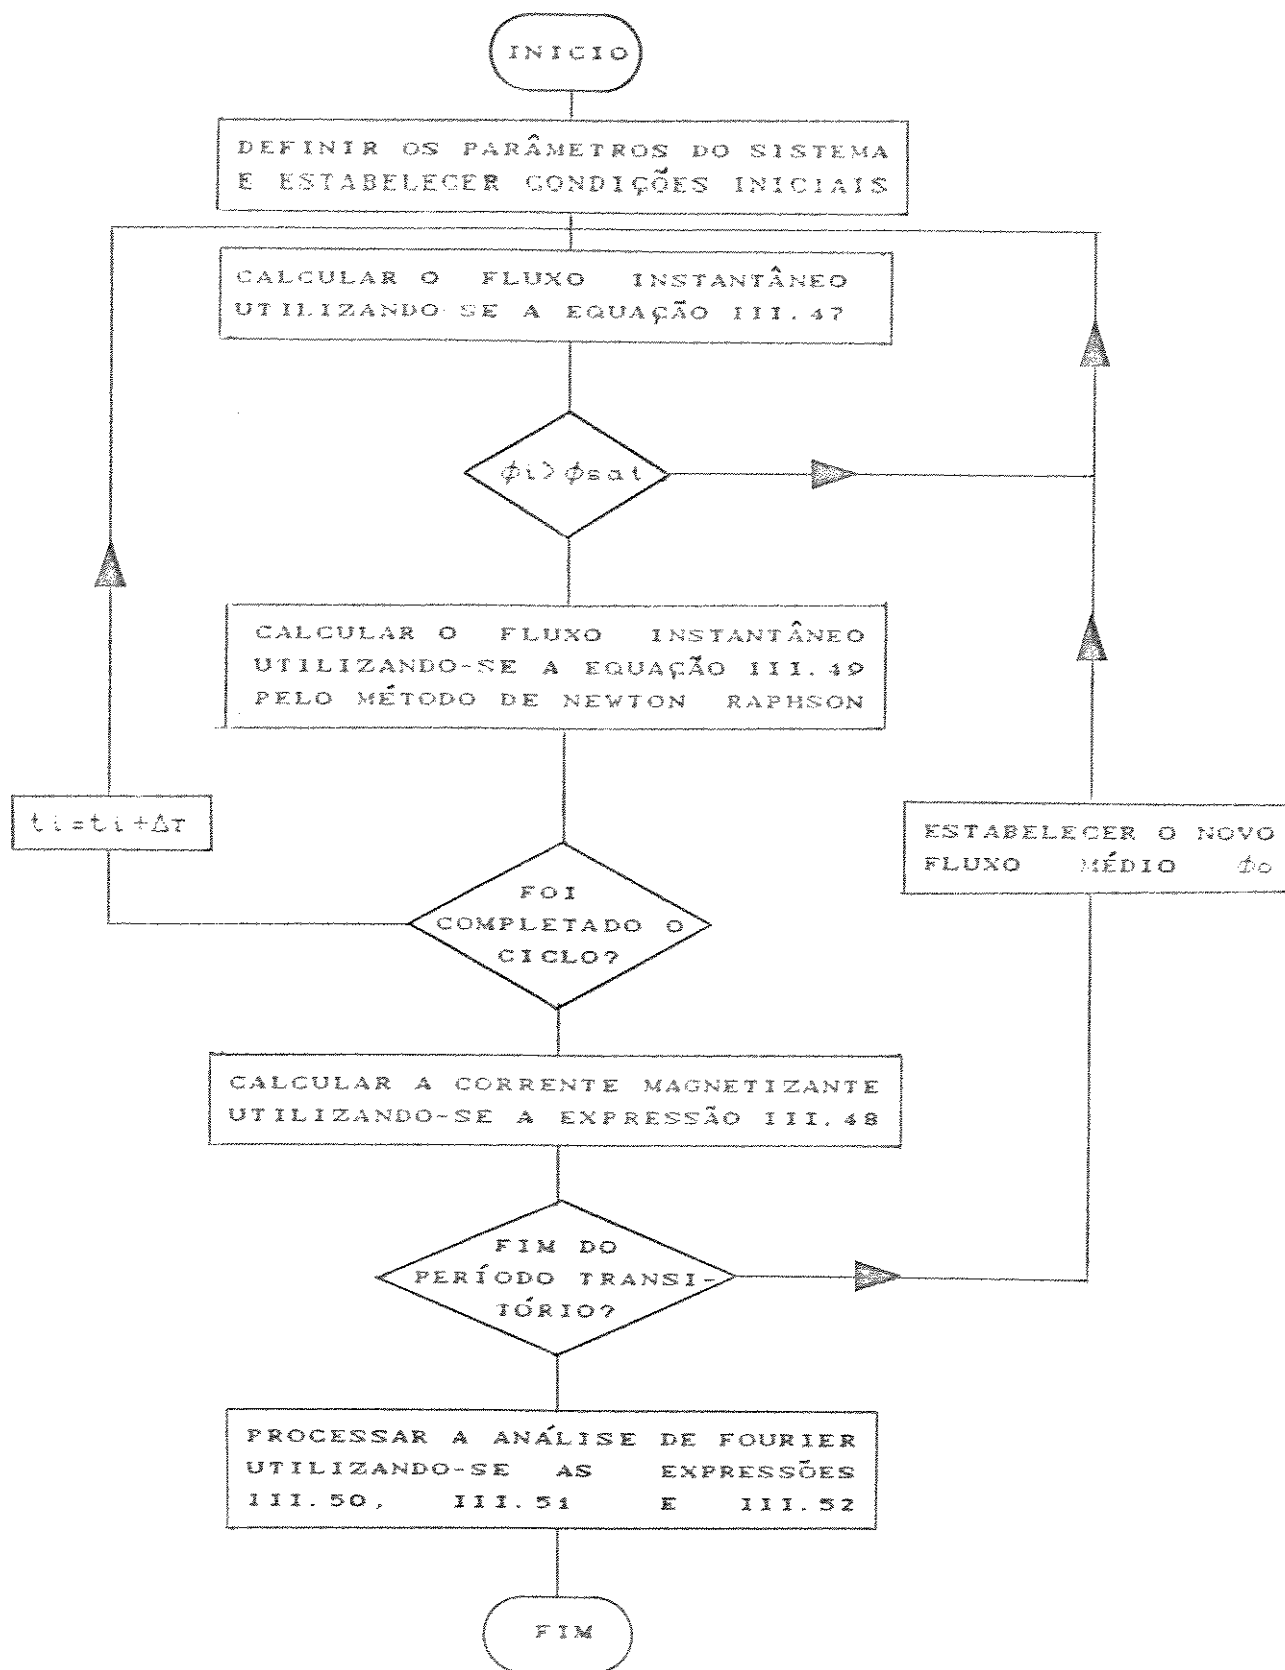 INICIO
DEFINIR OS PARÂMETROS DO SISTEMA
E ESTABELECER CONDIÇÕES INICIAIS
CALCULAR O FLUXO INSTANTÂNEO
UTILIZANDO-SE A EQUAÇÃO III.47
ϕi>ϕsat
CALCULAR O FLUXO INSTANTÂNEO
UTILIZANDO-SE A EQUAÇÃO III.49
PELO MÉTODO DE NEWTON RAPHSON
ti=ti+ΔT
ESTABELECER O NOVO
FLUXO MÉDIO ϕo
FOI
COMPLETADO O
CICLO?
CALCULAR A CORRENTE MAGNETIZANTE
UTILIZANDO-SE A EXPRESSÃO III.48
FIM DO
PERÍODO TRANSI-
TÓRIO?
PROCESSAR A ANÁLISE DE FOURIER
UTILIZANDO-SE AS EXPRESSÕES
III.50, III.51 E III.52
FIM